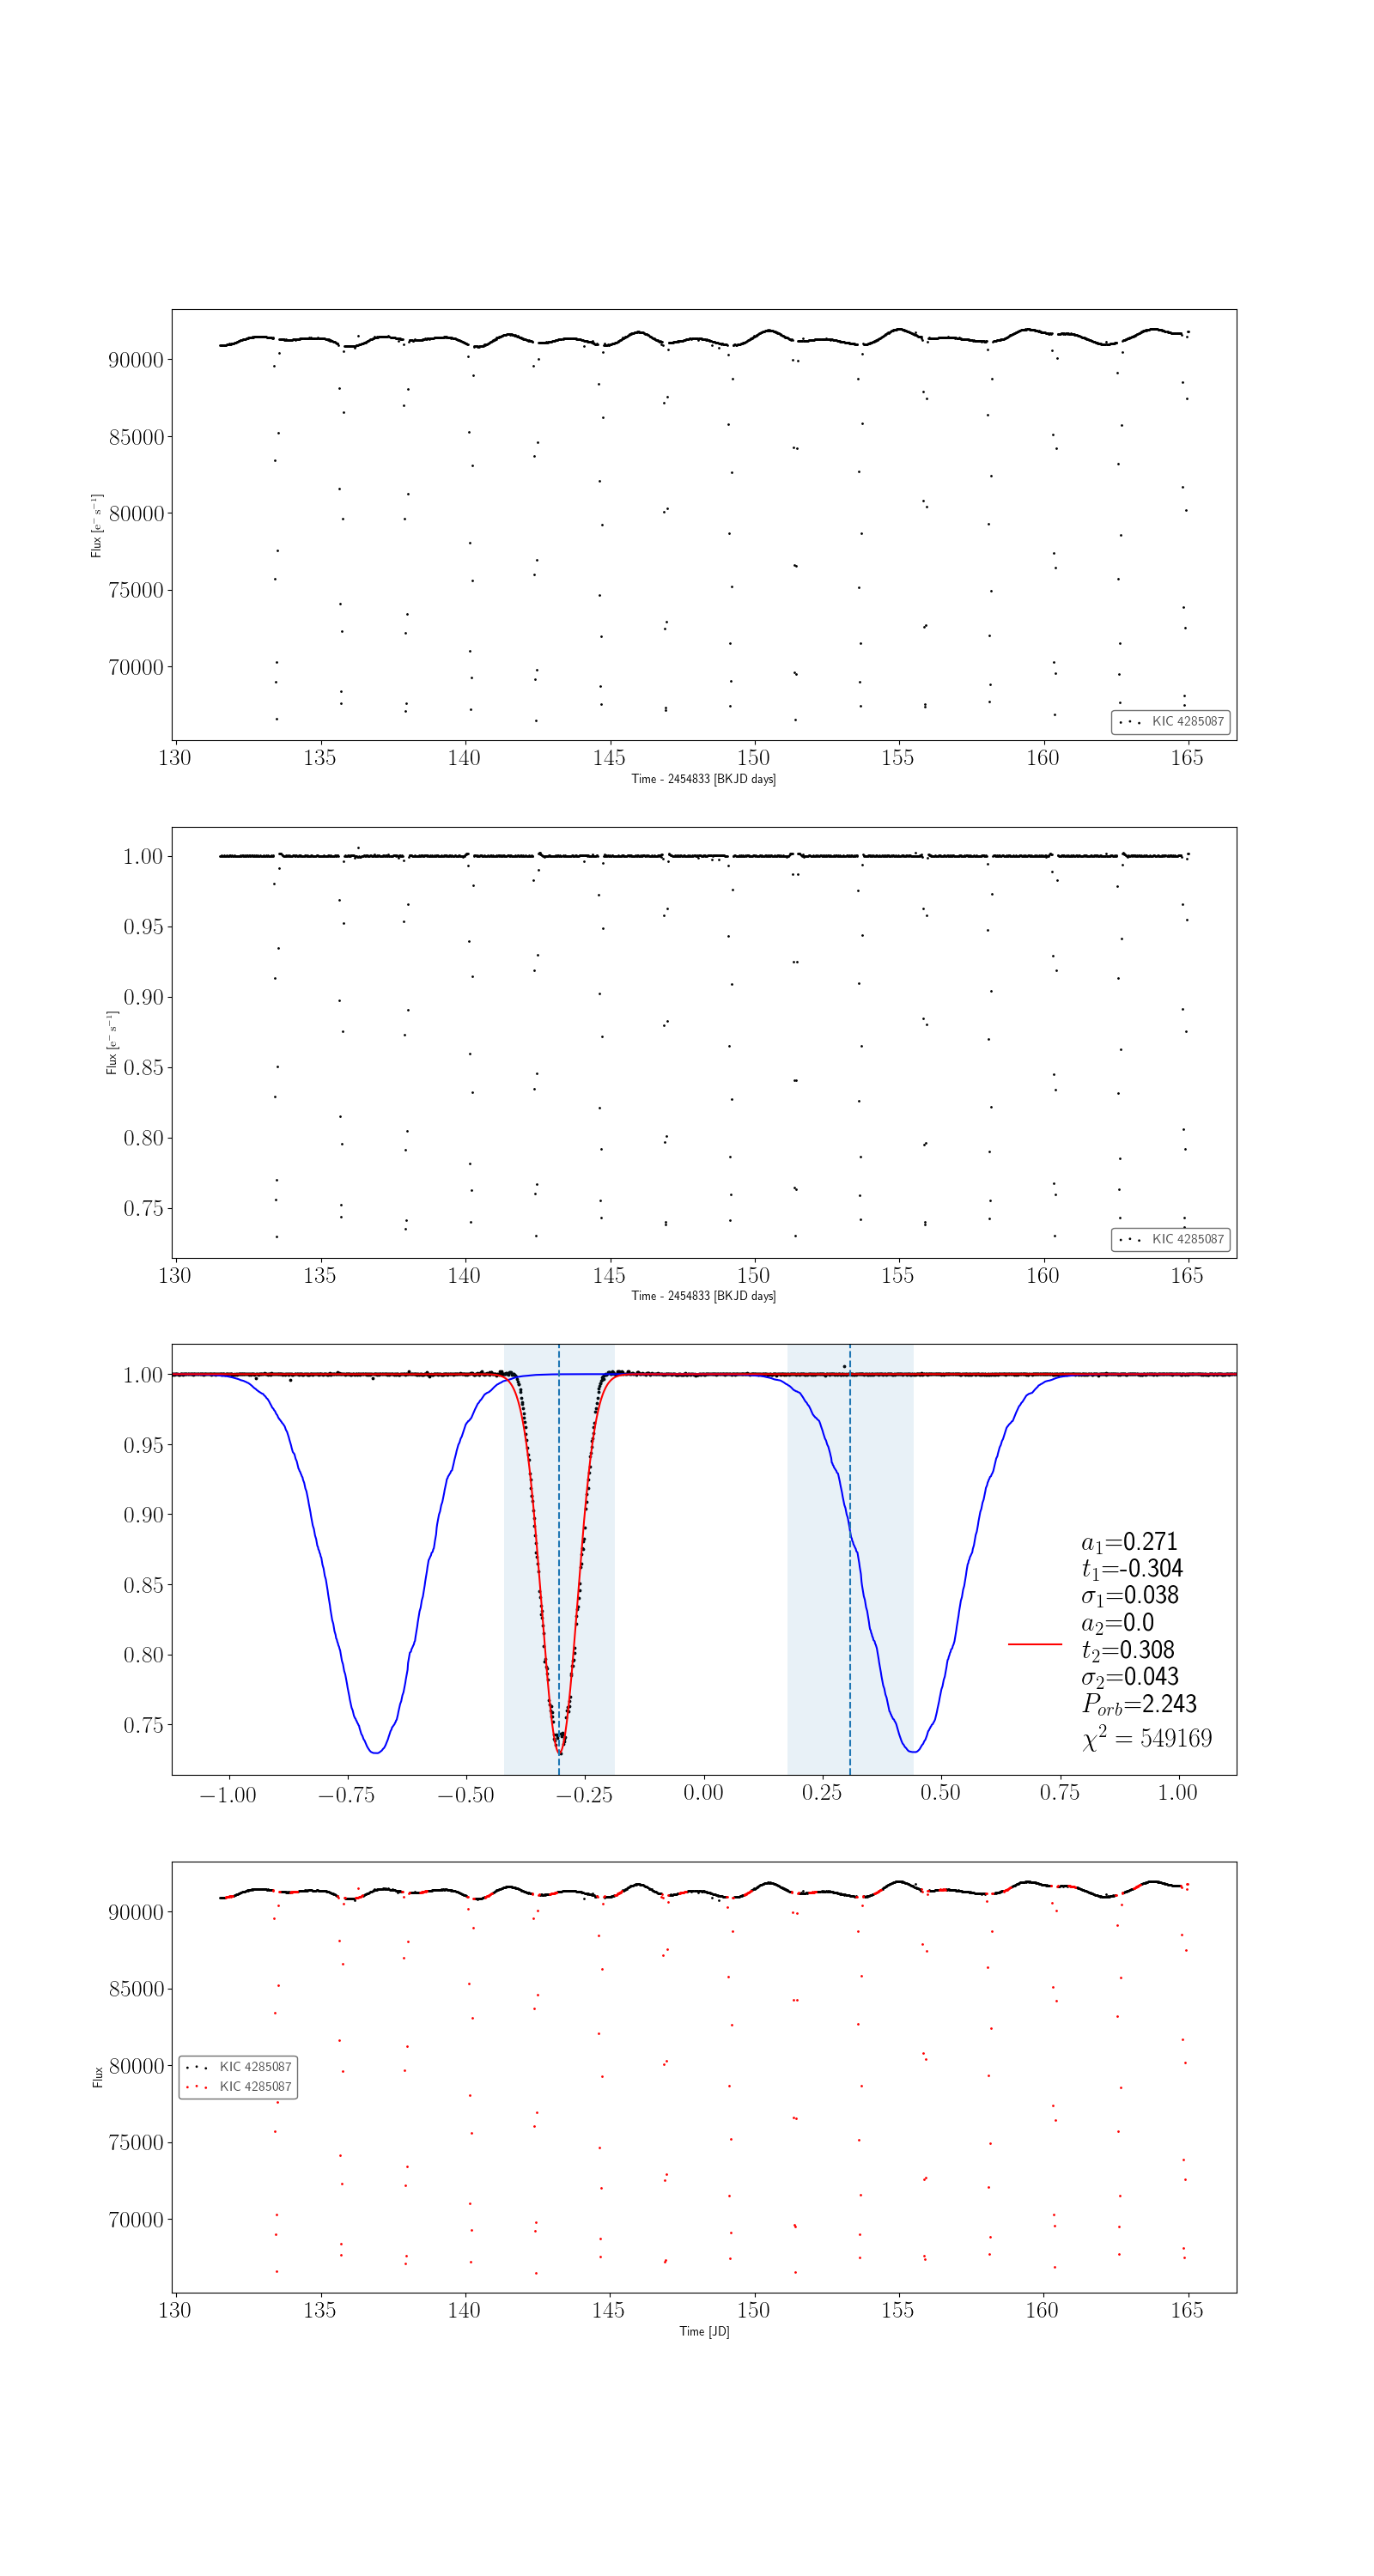 90000
85000
80000
75000
70000
Flux [e⁻ s⁻¹]
KIC 4285087
130 135 140 145 150 155 160 165
Time - 2454833 [BKJD days]
1.00
0.95
0.90
0.85
0.80
0.75
Flux [e⁻ s⁻¹]
KIC 4285087
130 135 140 145 150 155 160 165
Time - 2454833 [BKJD days]
1.00
0.95
0.90
0.85
0.80
0.75
a₁=0.271
t₁=-0.304
σ₁=0.038
a₂=0.0
t₂=0.308
σ₂=0.043
P_orb=2.243
χ² = 549169
−1.00 −0.75 −0.50 −0.25 0.00 0.25 0.50 0.75 1.00
90000
85000
80000
75000
70000
Flux
KIC 4285087
KIC 4285087
130 135 140 145 150 155 160 165
Time [JD]